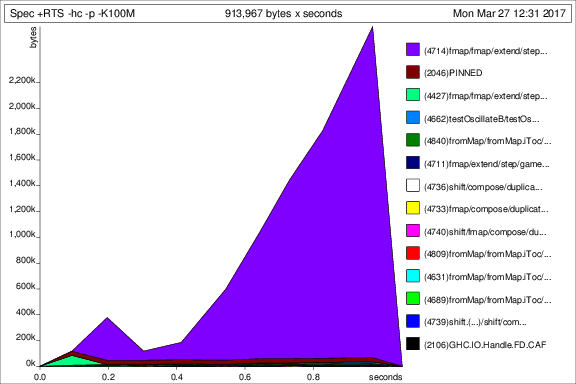 Spec +RTS -hc -p -K100M
913,967 bytes x seconds
Mon Mar 27 12:31 2017
bytes
2,200k
2,000k
1,800k
1,600k
1,400k
1,200k
1,000k
800k
600k
400k
200k
0k
0.0
0.2
0.4
0.6
0.8
seconds
(4714)fmap/fmap/extend/step...
(2046)PINNED
(4427)fmap/fmap/extend/step...
(4662)testOscillateB/testOs...
(4840)fromMap/fromMap.iToc/...
(4711)fmap/extend/step/game...
(4736)shift/compose/duplica...
(4733)fmap/compose/duplicat...
(4740)shift/fmap/compose/du...
(4809)fromMap/fromMap.iToc/...
(4631)fromMap/fromMap.iToc/...
(4689)fromMap/fromMap.iToc/...
(4739)shift.(...)/shift/com...
(2106)GHC.IO.Handle.FD.CAF